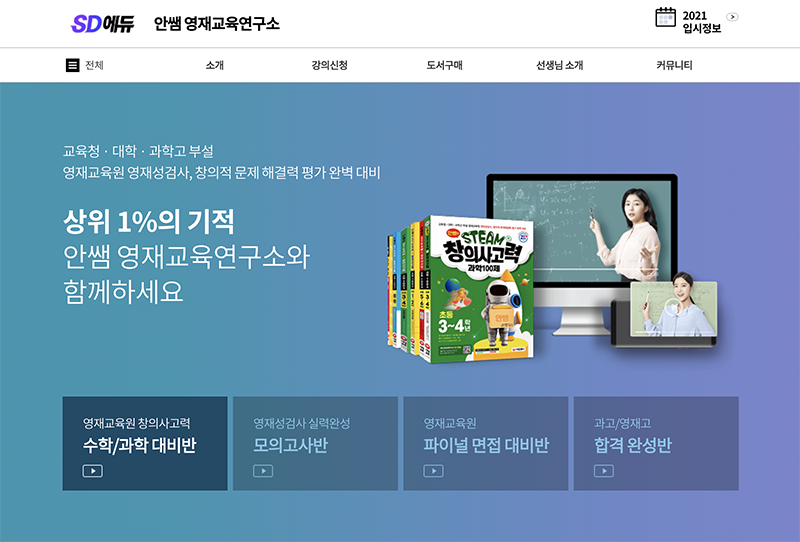 SD에듀 안쌤 영재교육연구소
2021
입시정보
전체 소개 강의신청 도서구매 선생님 소개 커뮤니티
교육청 · 대학 · 과학고 부설
영재교육원 영재성검사, 창의적 문제 해결력 평가 완벽 대비
상위 1%의 기적
안쌤 영재교육연구소와
함께하세요
안쌤의
STEAM+
창의사고력
과학100제
초등
3~4학년
안쌤
영재교육원 창의사고력
수학/과학 대비반
영재성검사 실력완성
모의고사반
영재교육원
파이널 면접 대비반
과고/영재고
합격 완성반